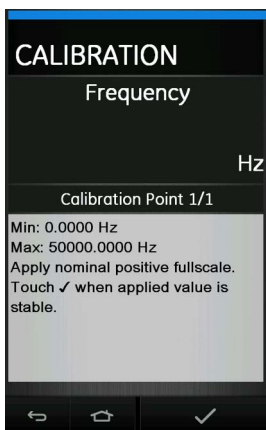 CALIBRATION
Frequency
Hz
Calibration Point 1/1
Min: 0.0000 Hz
Max: 50000.0000 Hz
Apply nominal positive fullscale.
Touch ✓ when applied value is
stable.